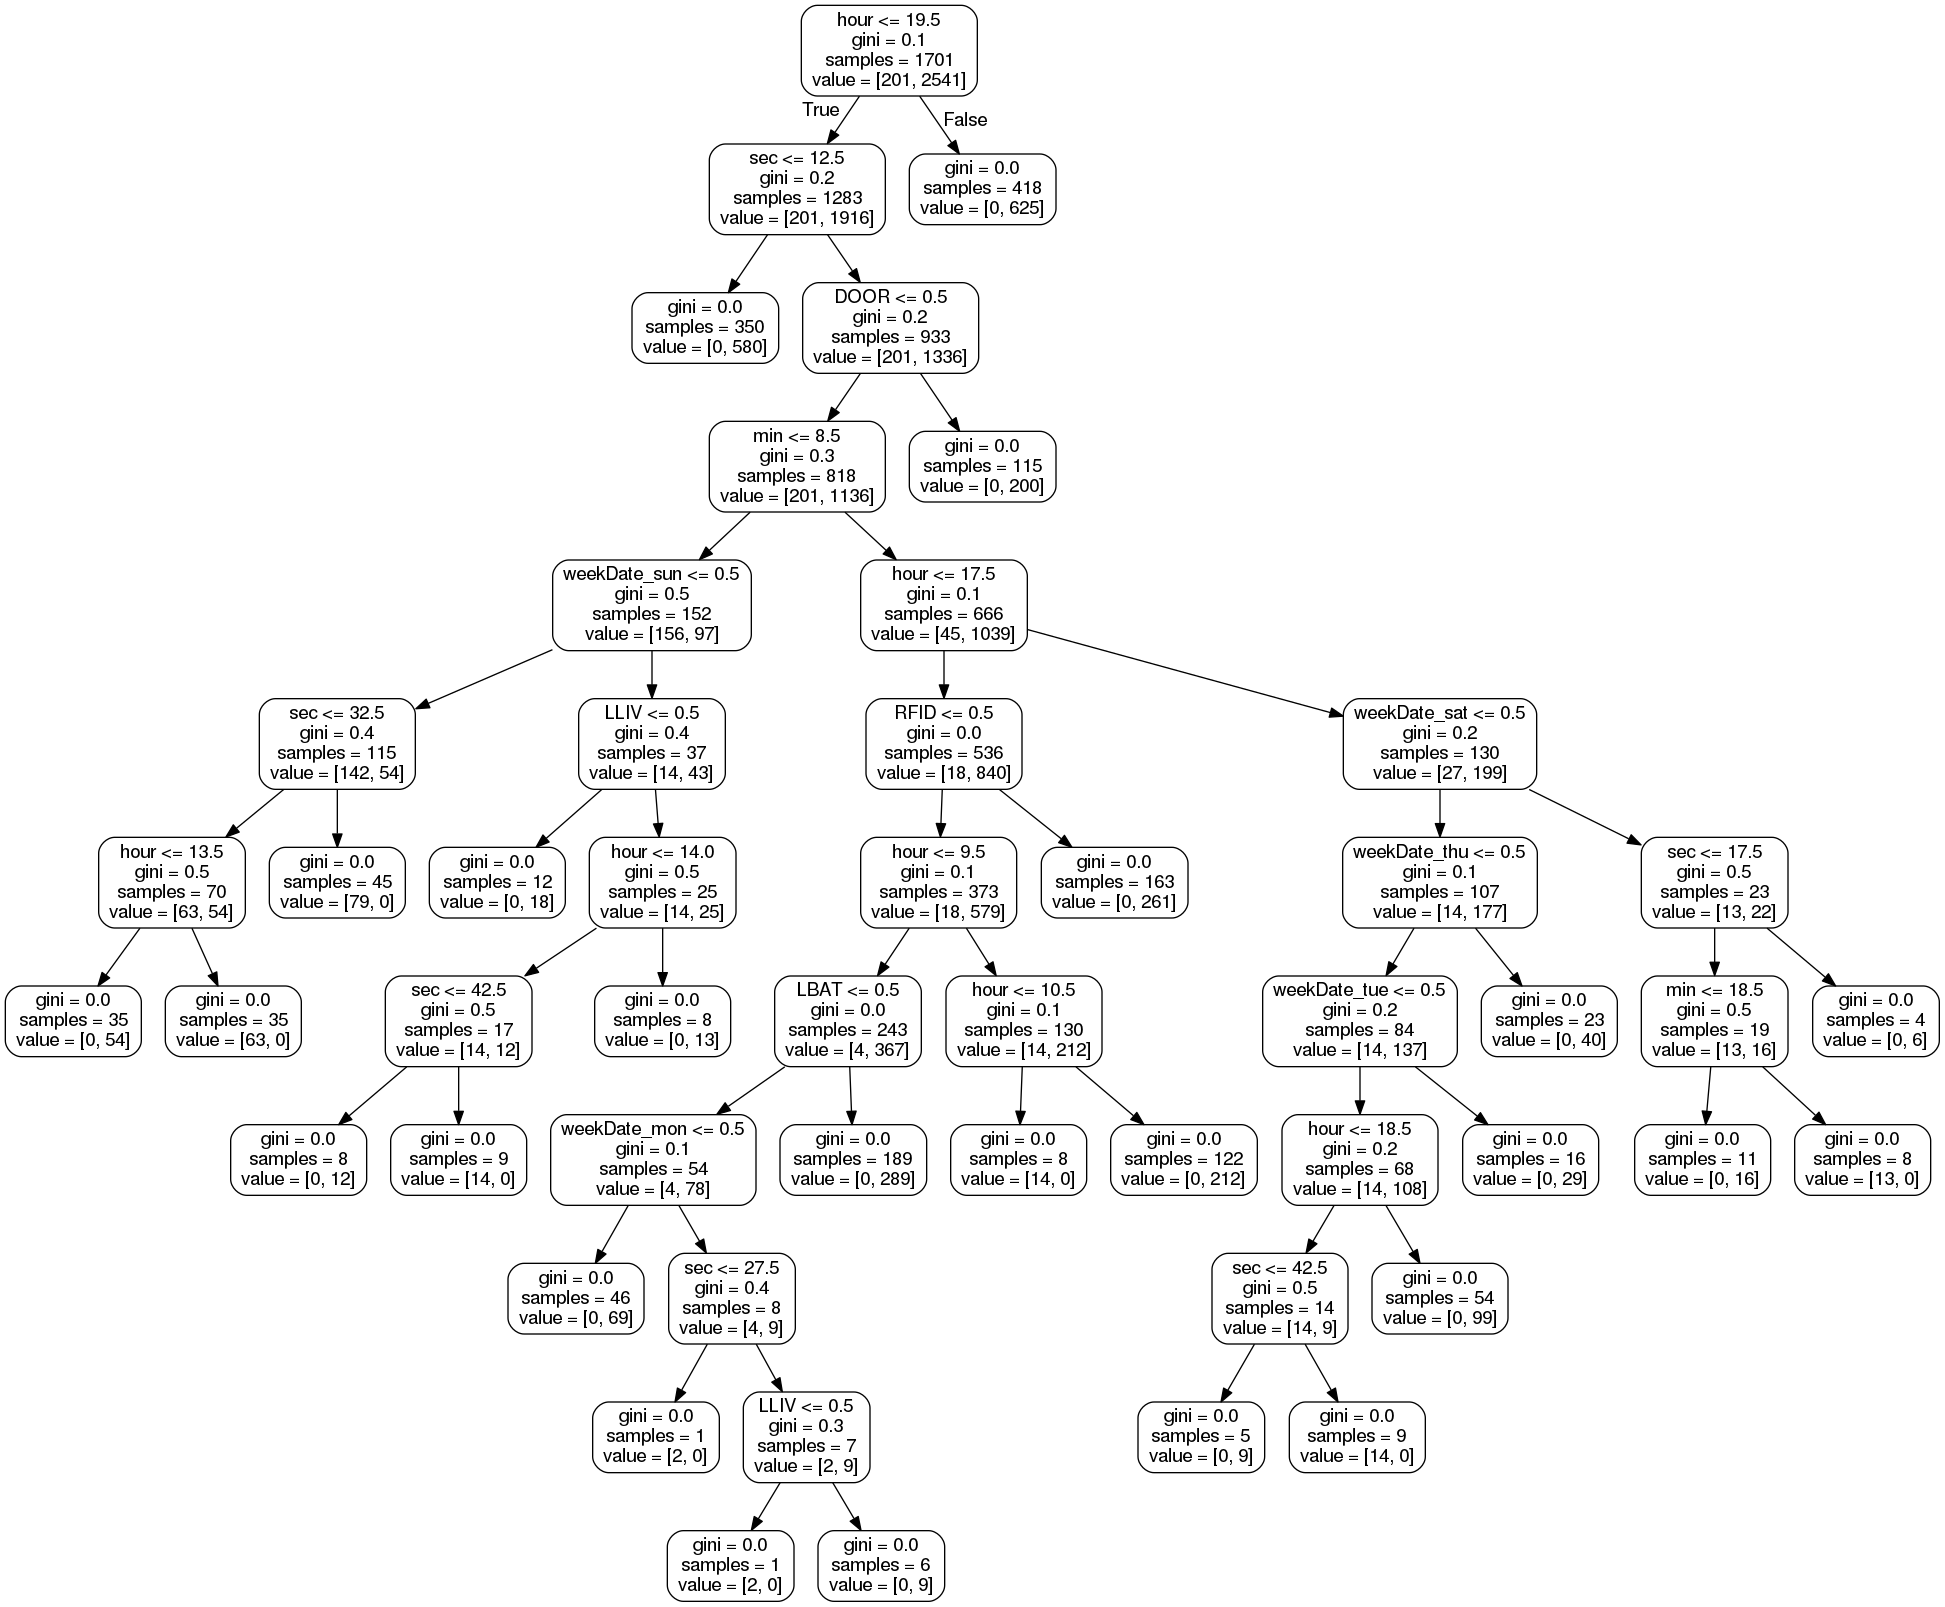 hour <= 19.5
gini = 0.1
samples = 1701
value = [201, 2541]
True
False
sec <= 12.5
gini = 0.2
samples = 1283
value = [201, 1916]
gini = 0.0
samples = 418
value = [0, 625]
gini = 0.0
samples = 350
value = [0, 580]
DOOR <= 0.5
gini = 0.2
samples = 933
value = [201, 1336]
min <= 8.5
gini = 0.3
samples = 818
value = [201, 1136]
gini = 0.0
samples = 115
value = [0, 200]
weekDate_sun <= 0.5
gini = 0.5
samples = 152
value = [156, 97]
hour <= 17.5
gini = 0.1
samples = 666
value = [45, 1039]
sec <= 32.5
gini = 0.4
samples = 115
value = [142, 54]
LLIV <= 0.5
gini = 0.4
samples = 37
value = [14, 43]
RFID <= 0.5
gini = 0.0
samples = 536
value = [18, 840]
weekDate_sat <= 0.5
gini = 0.2
samples = 130
value = [27, 199]
hour <= 13.5
gini = 0.5
samples = 70
value = [63, 54]
gini = 0.0
samples = 45
value = [79, 0]
gini = 0.0
samples = 12
value = [0, 18]
hour <= 14.0
gini = 0.5
samples = 25
value = [14, 25]
hour <= 9.5
gini = 0.1
samples = 373
value = [18, 579]
gini = 0.0
samples = 163
value = [0, 261]
weekDate_thu <= 0.5
gini = 0.1
samples = 107
value = [14, 177]
sec <= 17.5
gini = 0.5
samples = 23
value = [13, 22]
gini = 0.0
samples = 35
value = [0, 54]
gini = 0.0
samples = 35
value = [63, 0]
sec <= 42.5
gini = 0.5
samples = 17
value = [14, 12]
gini = 0.0
samples = 8
value = [0, 13]
LBAT <= 0.5
gini = 0.0
samples = 243
value = [4, 367]
hour <= 10.5
gini = 0.1
samples = 130
value = [14, 212]
weekDate_tue <= 0.5
gini = 0.2
samples = 84
value = [14, 137]
gini = 0.0
samples = 23
value = [0, 40]
min <= 18.5
gini = 0.5
samples = 19
value = [13, 16]
gini = 0.0
samples = 4
value = [0, 6]
gini = 0.0
samples = 8
value = [0, 12]
gini = 0.0
samples = 9
value = [14, 0]
weekDate_mon <= 0.5
gini = 0.1
samples = 54
value = [4, 78]
gini = 0.0
samples = 189
value = [0, 289]
gini = 0.0
samples = 8
value = [14, 0]
gini = 0.0
samples = 122
value = [0, 212]
hour <= 18.5
gini = 0.2
samples = 68
value = [14, 108]
gini = 0.0
samples = 16
value = [0, 29]
gini = 0.0
samples = 11
value = [0, 16]
gini = 0.0
samples = 8
value = [13, 0]
gini = 0.0
samples = 46
value = [0, 69]
sec <= 27.5
gini = 0.4
samples = 8
value = [4, 9]
sec <= 42.5
gini = 0.5
samples = 14
value = [14, 9]
gini = 0.0
samples = 54
value = [0, 99]
gini = 0.0
samples = 1
value = [2, 0]
LLIV <= 0.5
gini = 0.3
samples = 7
value = [2, 9]
gini = 0.0
samples = 5
value = [0, 9]
gini = 0.0
samples = 9
value = [14, 0]
gini = 0.0
samples = 1
value = [2, 0]
gini = 0.0
samples = 6
value = [0, 9]